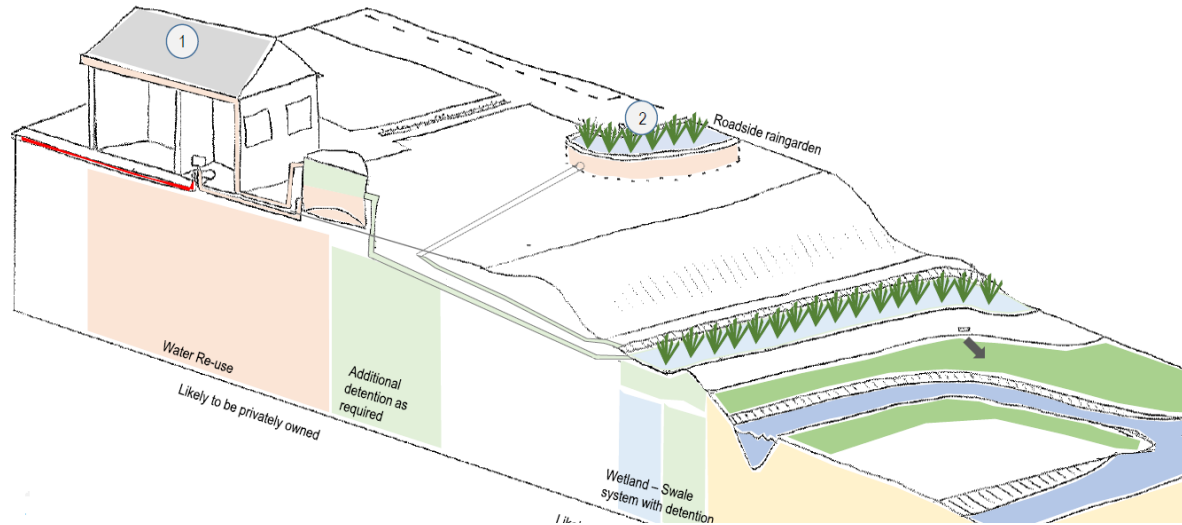 1
2
Roadside raingarden
Water Re-use
Additional
detention as
required
Likely to be privately owned
Wetland – Swale
system with detention